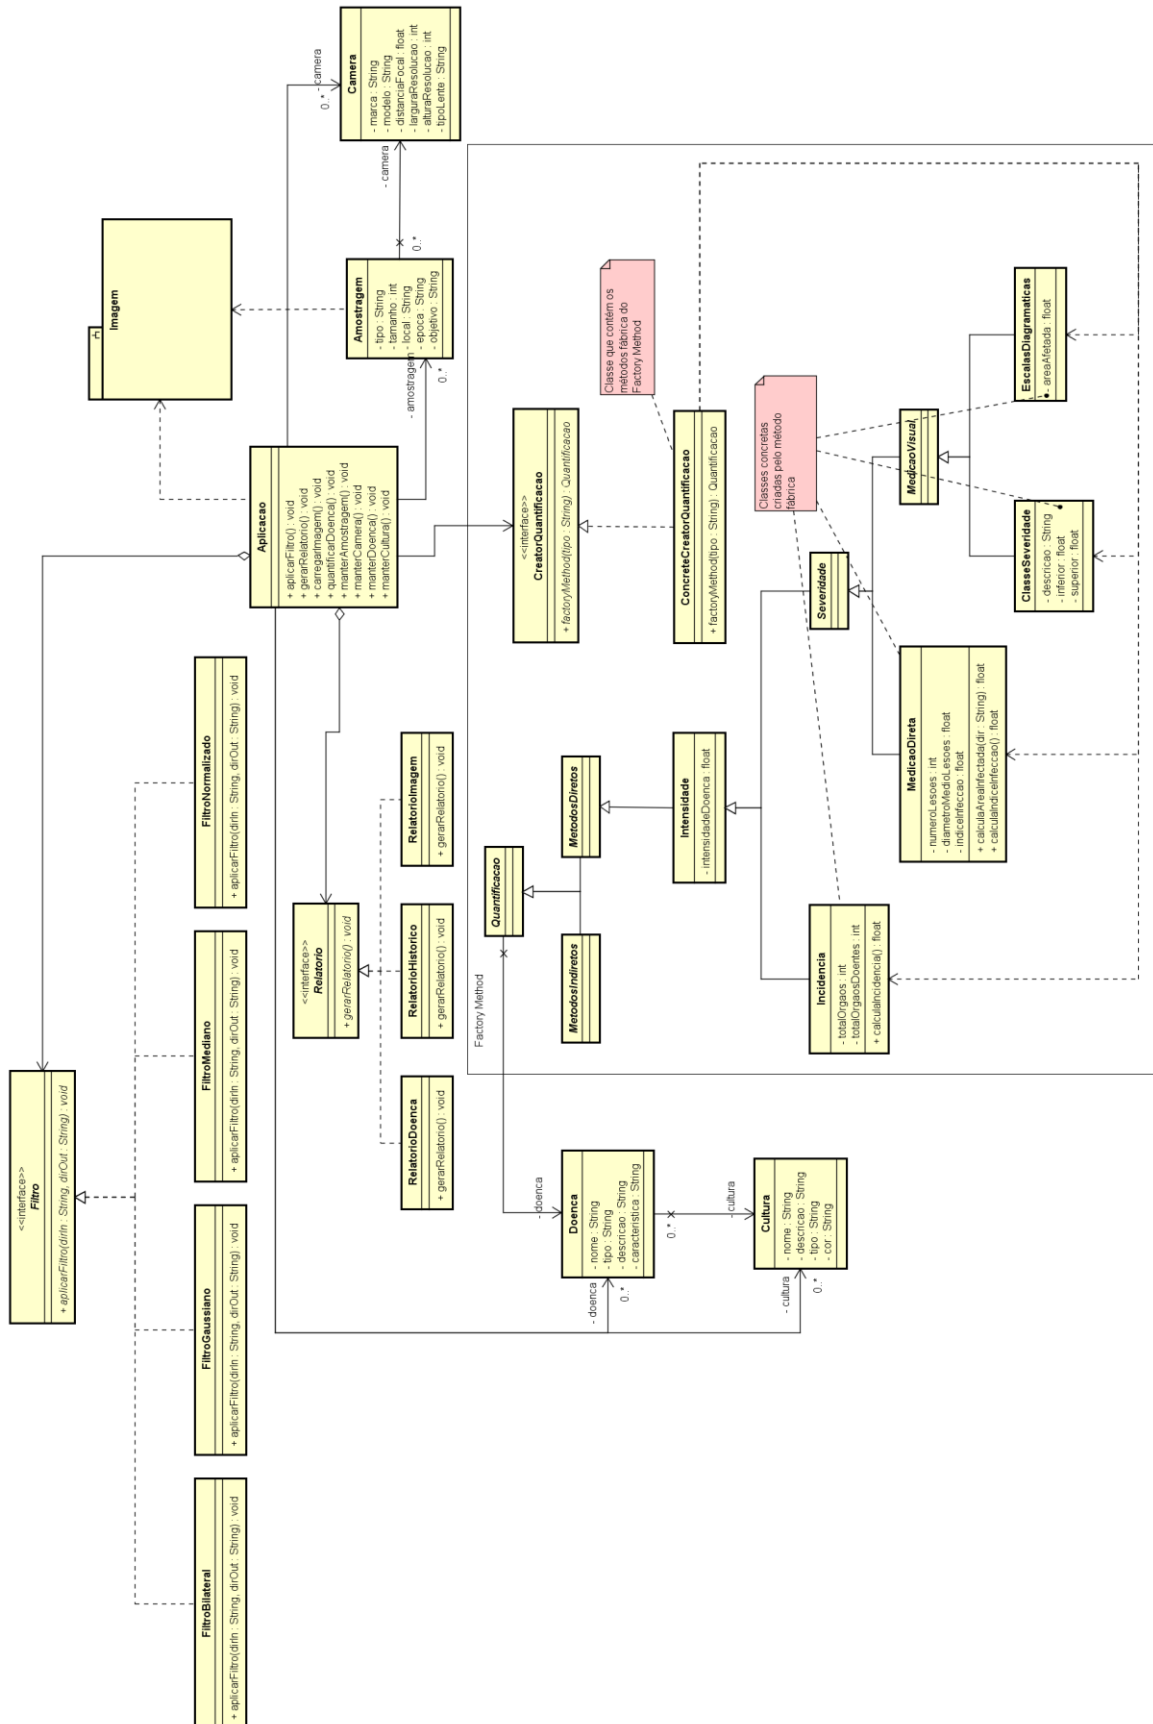 <<interface>>
Filtro
+ aplicarFiltro(dirIn : String, dirOut : String) : void
FiltroBilateral
+ aplicarFiltro(dirIn : String, dirOut : String) : void
FiltroGaussiano
+ aplicarFiltro(dirIn : String, dirOut : String) : void
FiltroMediano
+ aplicarFiltro(dirIn : String, dirOut : String) : void
FiltroNormalizado
+ aplicarFiltro(dirIn : String, dirOut : String) : void
Imagem
Aplicacao
+ aplicarFiltro() : void
+ gerarRelatorio() : void
+ carregarImagem() : void
+ quantificarDoenca() : void
+ manterAmostragem() : void
+ manterCamera() : void
+ manterDoenca() : void
+ manterCultura() : void
- camera
0..*
Camera
- marca : String
- modelo : String
- distanciaFocal : float
- larguraResolucao : int
- alturaResolucao : int
- tipoLente : String
- camera
0..*
Amostragem
- tipo : String
- tamanho : int
- local : String
- epoca : String
- objetivo : String
- amostragem
0..*
<<interface>>
Relatorio
+ gerarRelatorio() : void
RelatorioDoenca
+ gerarRelatorio() : void
RelatorioHistorico
+ gerarRelatorio() : void
RelatorioImagem
+ gerarRelatorio() : void
Factory Method
<<interface>>
CreatorQuantificacao
+ factoryMethod(tipo : String) : Quantificacao
Classe que contém os
métodos fábrica do
Factory Method
ConcreteCreatorQuantificacao
+ factoryMethod(tipo : String) : Quantificacao
Quantificacao
MetodosIndiretos
MetodosDiretos
- doenca
Doenca
- nome : String
- tipo : String
- descricao : String
- caracteristica : String
- doenca
0..*
0..*
- cultura
Cultura
- nome : String
- descricao : String
- tipo : String
- cor : String
- cultura
0..*
Intensidade
- intensidadeDoenca : float
Classes concretas
criadas pelo método
fábrica
Incidencia
- totalOrgaos : int
- totalOrgaosDoentes : int
+ calculaIncidencia() : float
Severidade
MedicaoDireta
- numeroLesoes : int
- diametroMedioLesoes : float
- indiceInfeccao : float
+ calculaAreaInfectada(dir : String) : float
+ calculaIndiceInfeccao() : float
MedicaoVisual
ClasseSeveridade
- descricao : String
- inferior : float
- superior : float
EscalasDiagramaticas
- areaAfetada : float